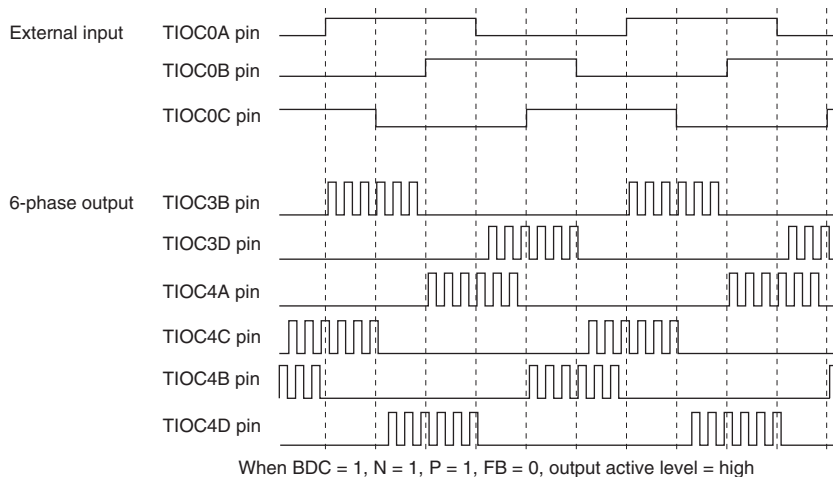 External input TIOC0A pin
TIOC0B pin
TIOC0C pin
6-phase output TIOC3B pin
TIOC3D pin
TIOC4A pin
TIOC4C pin
TIOC4B pin
TIOC4D pin
When BDC = 1, N = 1, P = 1, FB = 0, output active level = high